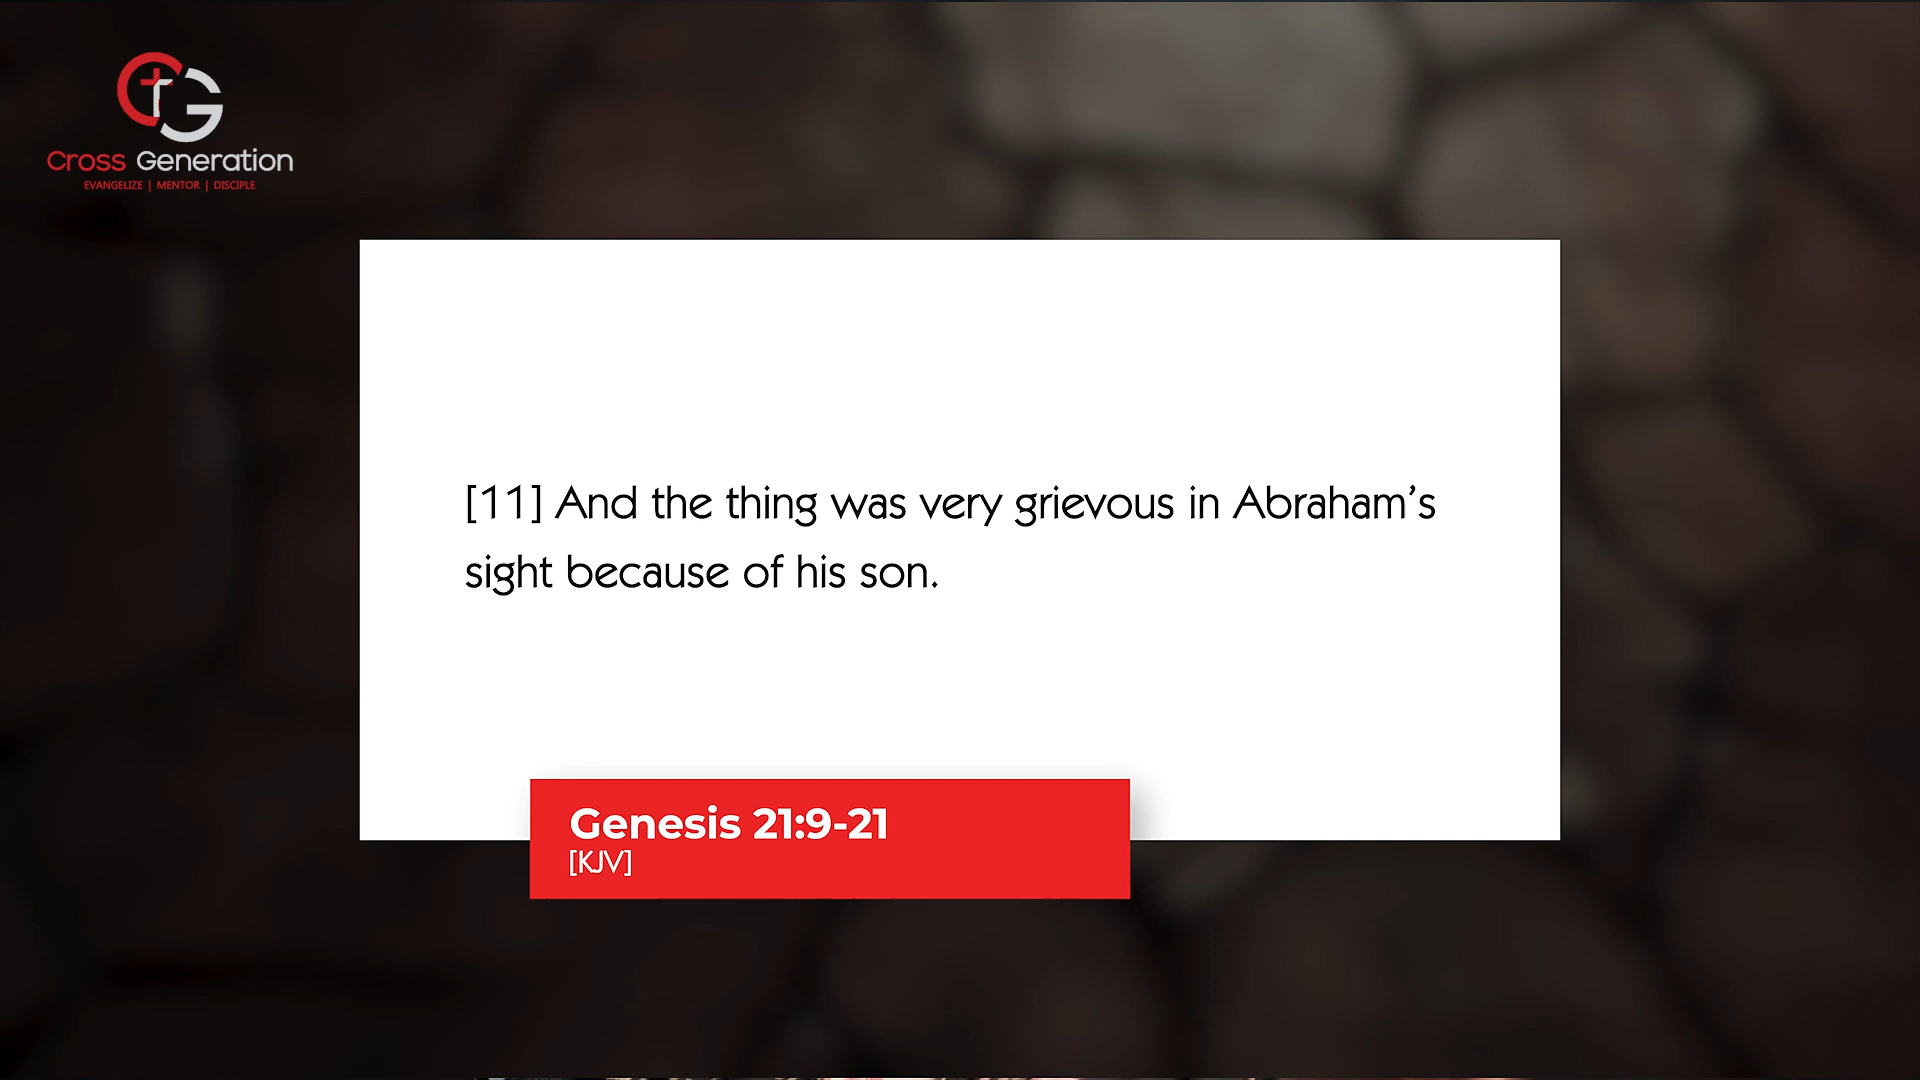 Cross Generation
EVANGELIZE | MENTOR | DISCIPLE
[11] And the thing was very grievous in Abraham’s
sight because of his son.
Genesis 21:9-21
[KJV]